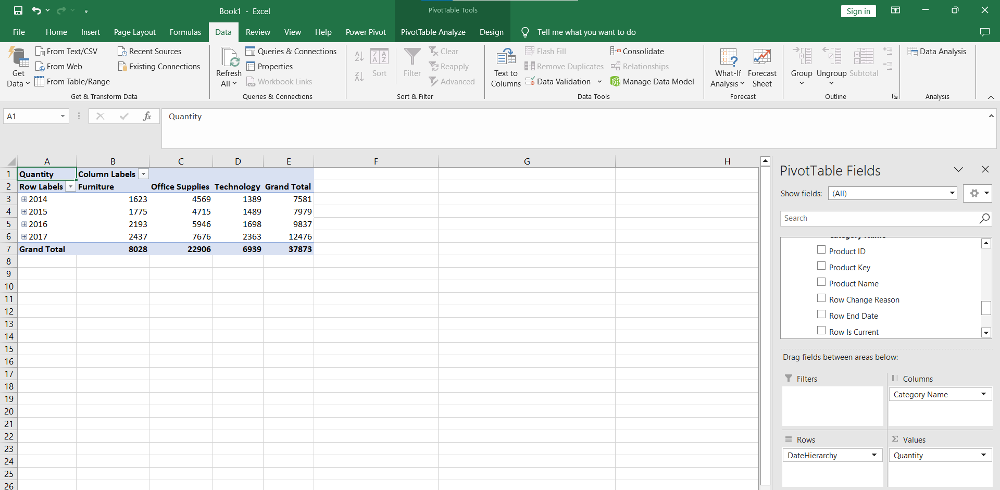 Book1 - Excel
PivotTable Tools
Sign in
File Home Insert Page Layout Formulas Data Review View Help Power Pivot PivotTable Analyze Design Tell me what you want to do
Get Data
From Text/CSV
From Web
From Table/Range
Recent Sources
Existing Connections
Get & Transform Data
Refresh All
Queries & Connections
Properties
Workbook Links
Queries & Connections
Sort
Filter
Clear
Reapply
Advanced
Sort & Filter
Text to Columns
Flash Fill
Remove Duplicates
Data Validation
Consolidate
Relationships
Manage Data Model
Data Tools
What-If Analysis
Forecast Sheet
Forecast
Group
Ungroup
Subtotal
Outline
Data Analysis
Analysis
A1
fx
Quantity
A B C D E F G H
1 Quantity Column Labels
2 Row Labels Furniture Office Supplies Technology Grand Total
3 2014 1623 4569 1389 7581
4 2015 1775 4715 1489 7979
5 2016 2193 5946 1698 9837
6 2017 2437 7676 2363 12476
7 Grand Total 8028 22906 6939 37873
8
9
10
11
12
13
14
15
16
17
18
19
20
21
22
23
24
25
26
PivotTable Fields
Show fields: (All)
Search
Category Name
Product ID
Product Key
Product Name
Row Change Reason
Row End Date
Row Is Current
Drag fields between areas below:
Filters
Columns
Category Name
Rows
DateHierarchy
Σ Values
Quantity